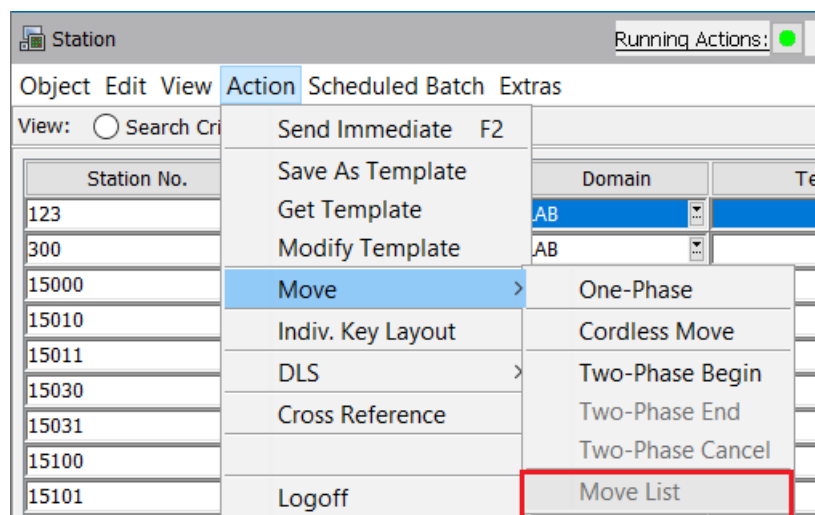 Station Running Actions:
Object Edit View Action Scheduled Batch Extras
View: Search Cri Send Immediate F2
Station No. Save As Template Domain Te
123 Get Template AB
300 Modify Template AB
15000 Move One-Phase
15010 Indiv. Key Layout Cordless Move
15011 DLS Two-Phase Begin
15030 Cross Reference Two-Phase End
15031
15100 Two-Phase Cancel
15101 Logoff Move List